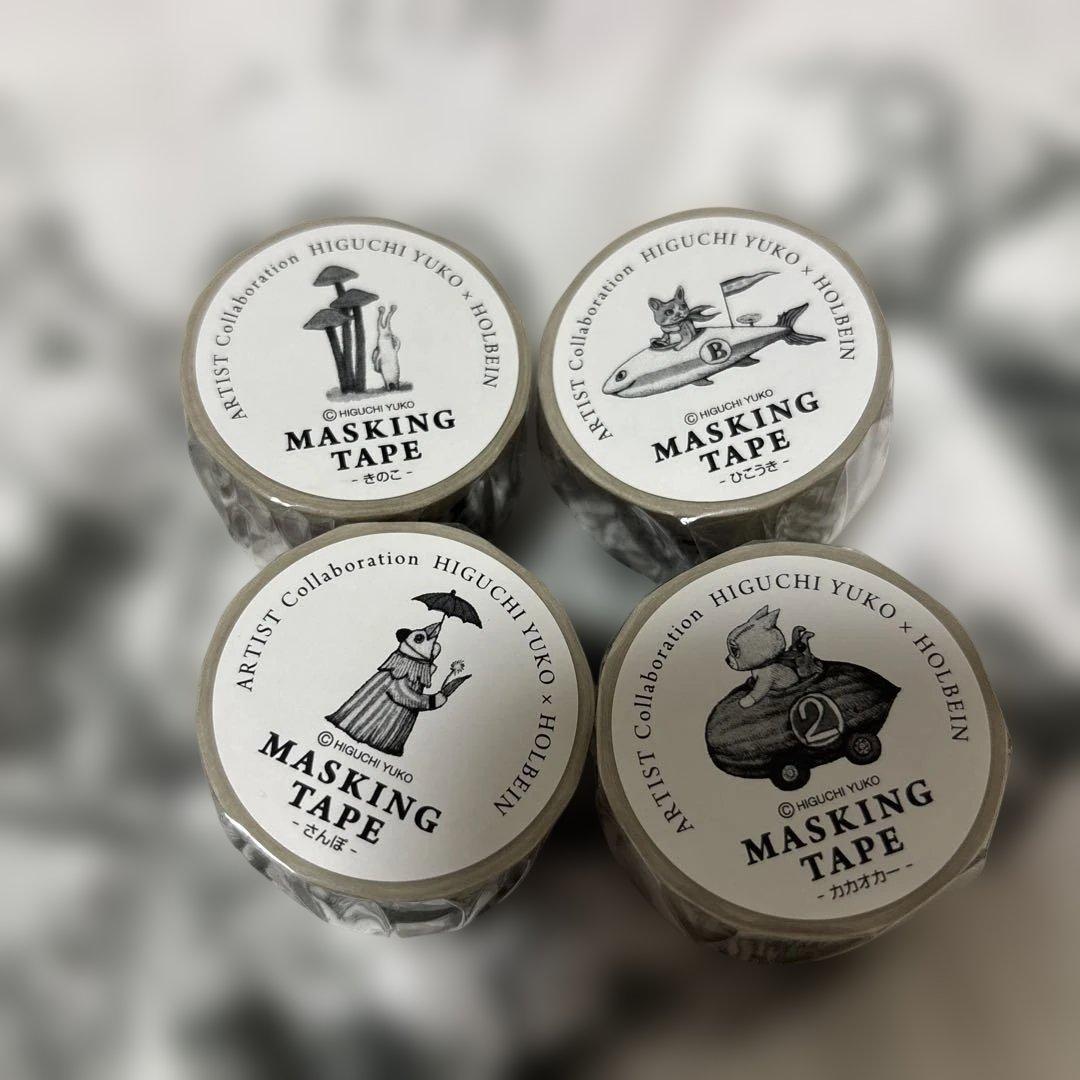 ARTIST Collaboration HIGUCHI YUKO × HOLBEIN
© HIGUCHI YUKO
MASKING
TAPE
- きのこ -
ARTIST Collaboration HIGUCHI YUKO × HOLBEIN
B
© HIGUCHI YUKO
MASKING
TAPE
- ひこうき -
ARTIST Collaboration HIGUCHI YUKO × HOLBEIN
© HIGUCHI YUKO
MASKING
TAPE
- さんぽ -
ARTIST Collaboration HIGUCHI YUKO × HOLBEIN
2
© HIGUCHI YUKO
MASKING
TAPE
- カカオカー -